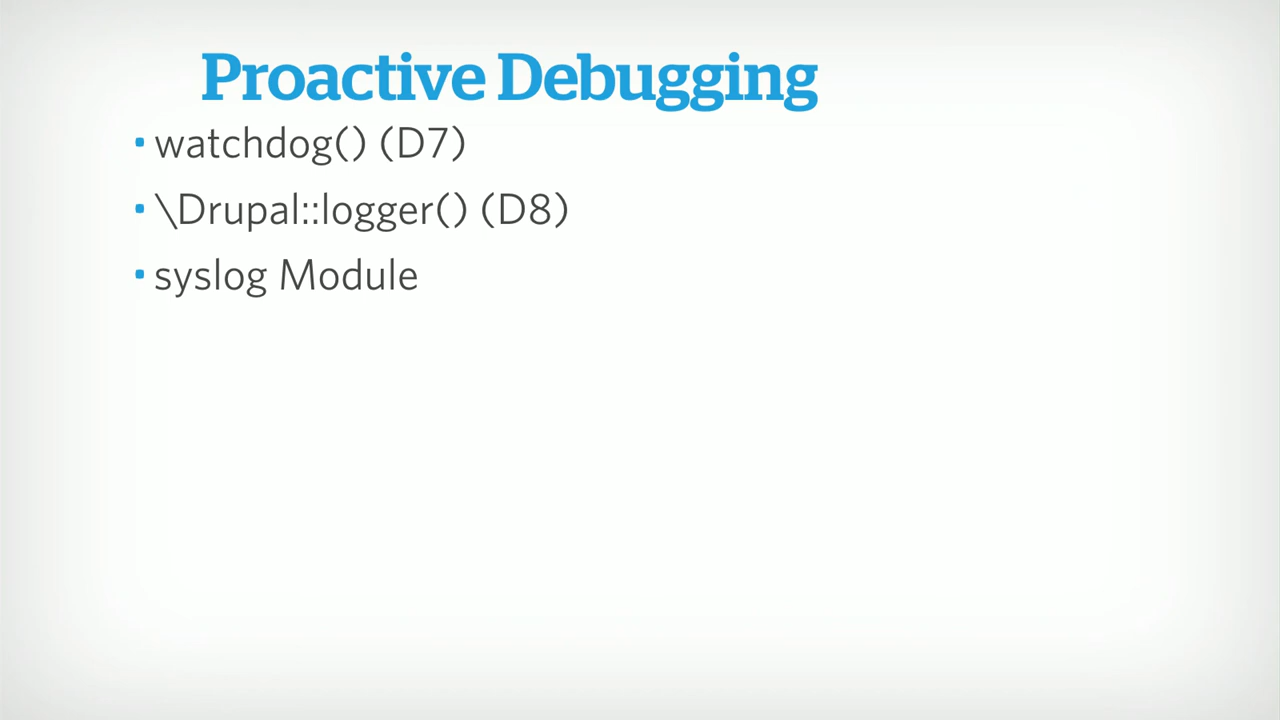 Proactive Debugging
• watchdog() (D7)
• \Drupal::logger() (D8)
• syslog Module